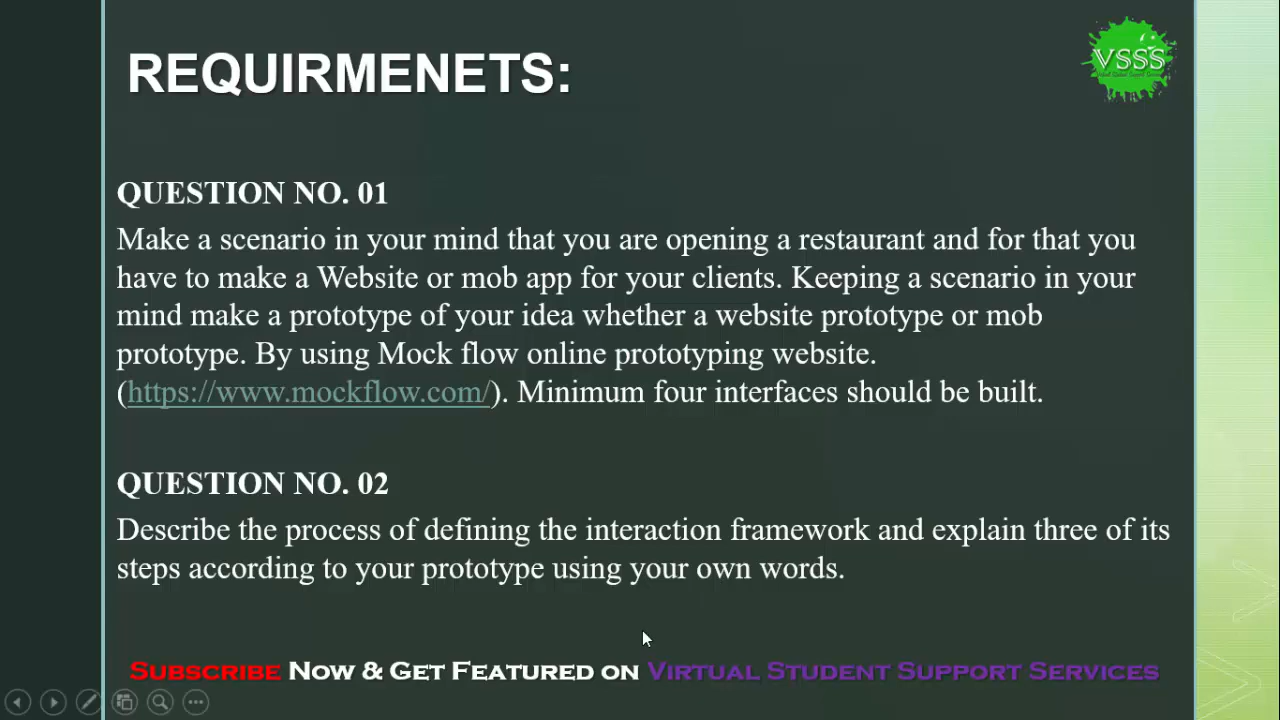 REQUIRMENETS:
VSSS
QUESTION NO. 01
Make a scenario in your mind that you are opening a restaurant and for that you
have to make a Website or mob app for your clients. Keeping a scenario in your
mind make a prototype of your idea whether a website prototype or mob
prototype. By using Mock flow online prototyping website.
(https://www.mockflow.com/). Minimum four interfaces should be built.
QUESTION NO. 02
Describe the process of defining the interaction framework and explain three of its
steps according to your prototype using your own words.
SUBSCRIBE NOW & GET FEATURED ON VIRTUAL STUDENT SUPPORT SERVICES